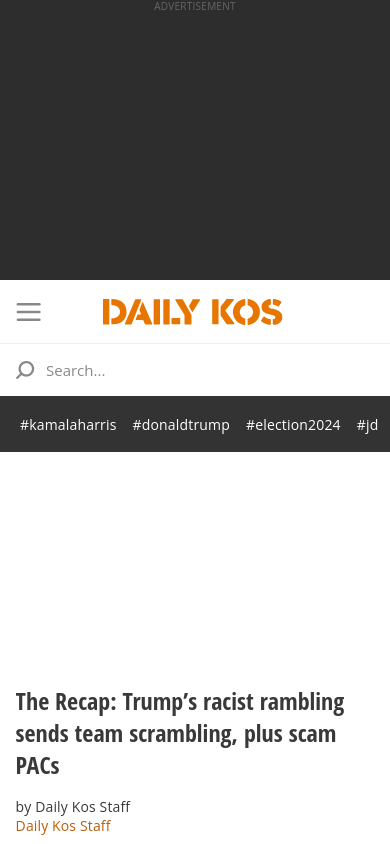 ADVERTISEMENT
DAILY KOS
Search...
#kamalaharris #donaldtrump #election2024 #jd
The Recap: Trump’s racist rambling
sends team scrambling, plus scam
PACs
by Daily Kos Staff
Daily Kos Staff